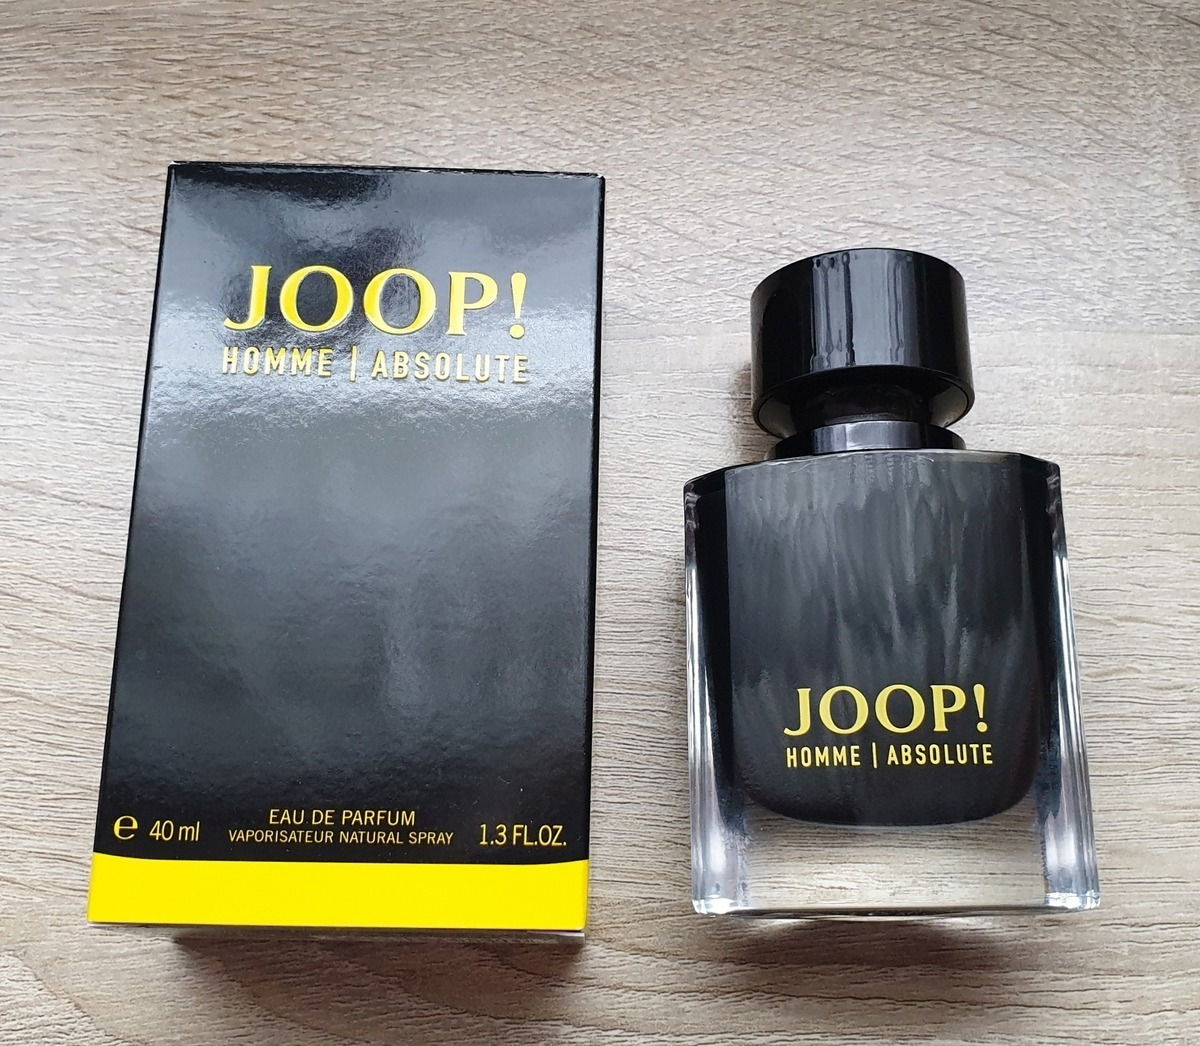 JOOP!
HOMME | ABSOLUTE
EAU DE PARFUM
e 40 ml VAPORISATEUR NATURAL SPRAY 1.3 FL.OZ.
JOOP!
HOMME | ABSOLUTE